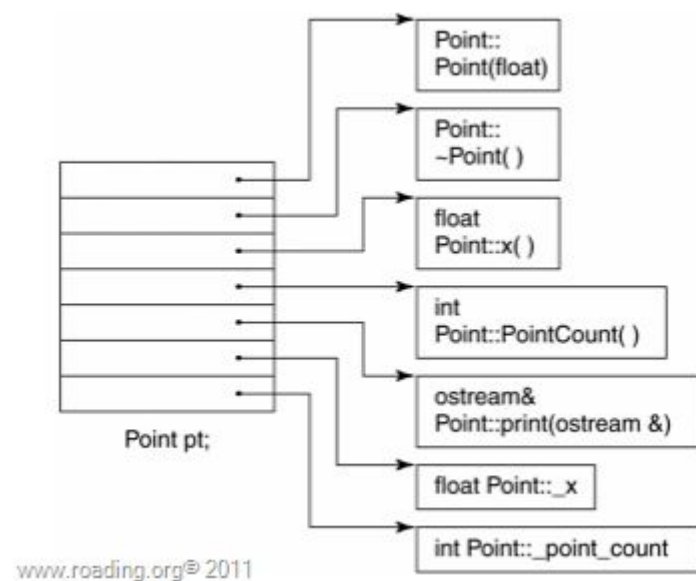 Point::
Point(float)
Point::
~Point( )
float
Point::x( )
int
Point::PointCount( )
ostream&
Point::print(ostream &)
float Point::_x
int Point::_point_count
Point pt;
www.roading.org© 2011